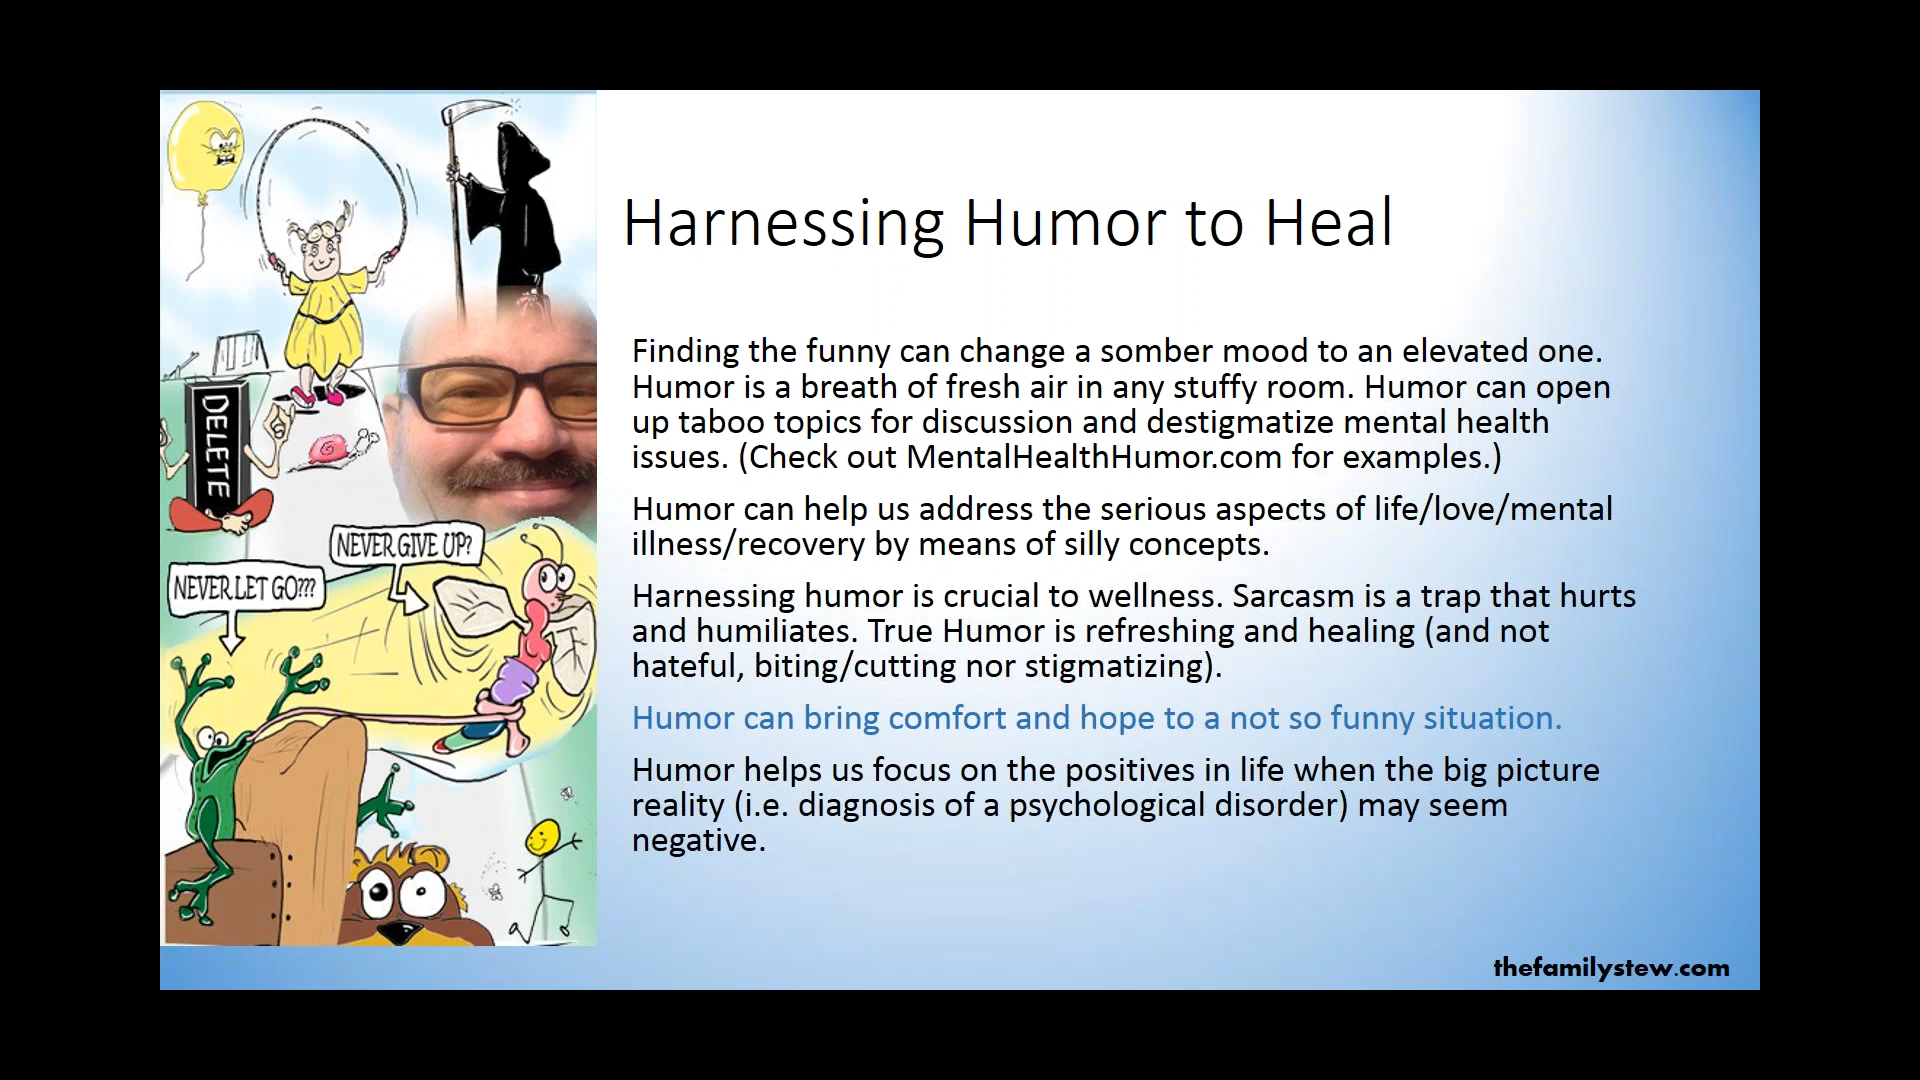 Harnessing Humor to Heal
Finding the funny can change a somber mood to an elevated one.
Humor is a breath of fresh air in any stuffy room. Humor can open
up taboo topics for discussion and destigmatize mental health
issues. (Check out MentalHealthHumor.com for examples.)
Humor can help us address the serious aspects of life/love/mental
illness/recovery by means of silly concepts.
Harnessing humor is crucial to wellness. Sarcasm is a trap that hurts
and humiliates. True Humor is refreshing and healing (and not
hateful, biting/cutting nor stigmatizing).
Humor can bring comfort and hope to a not so funny situation.
Humor helps us focus on the positives in life when the big picture
reality (i.e. diagnosis of a psychological disorder) may seem
negative.
DELETE
NEVER GIVE UP?
NEVER LET GO???
thefamilystew.com